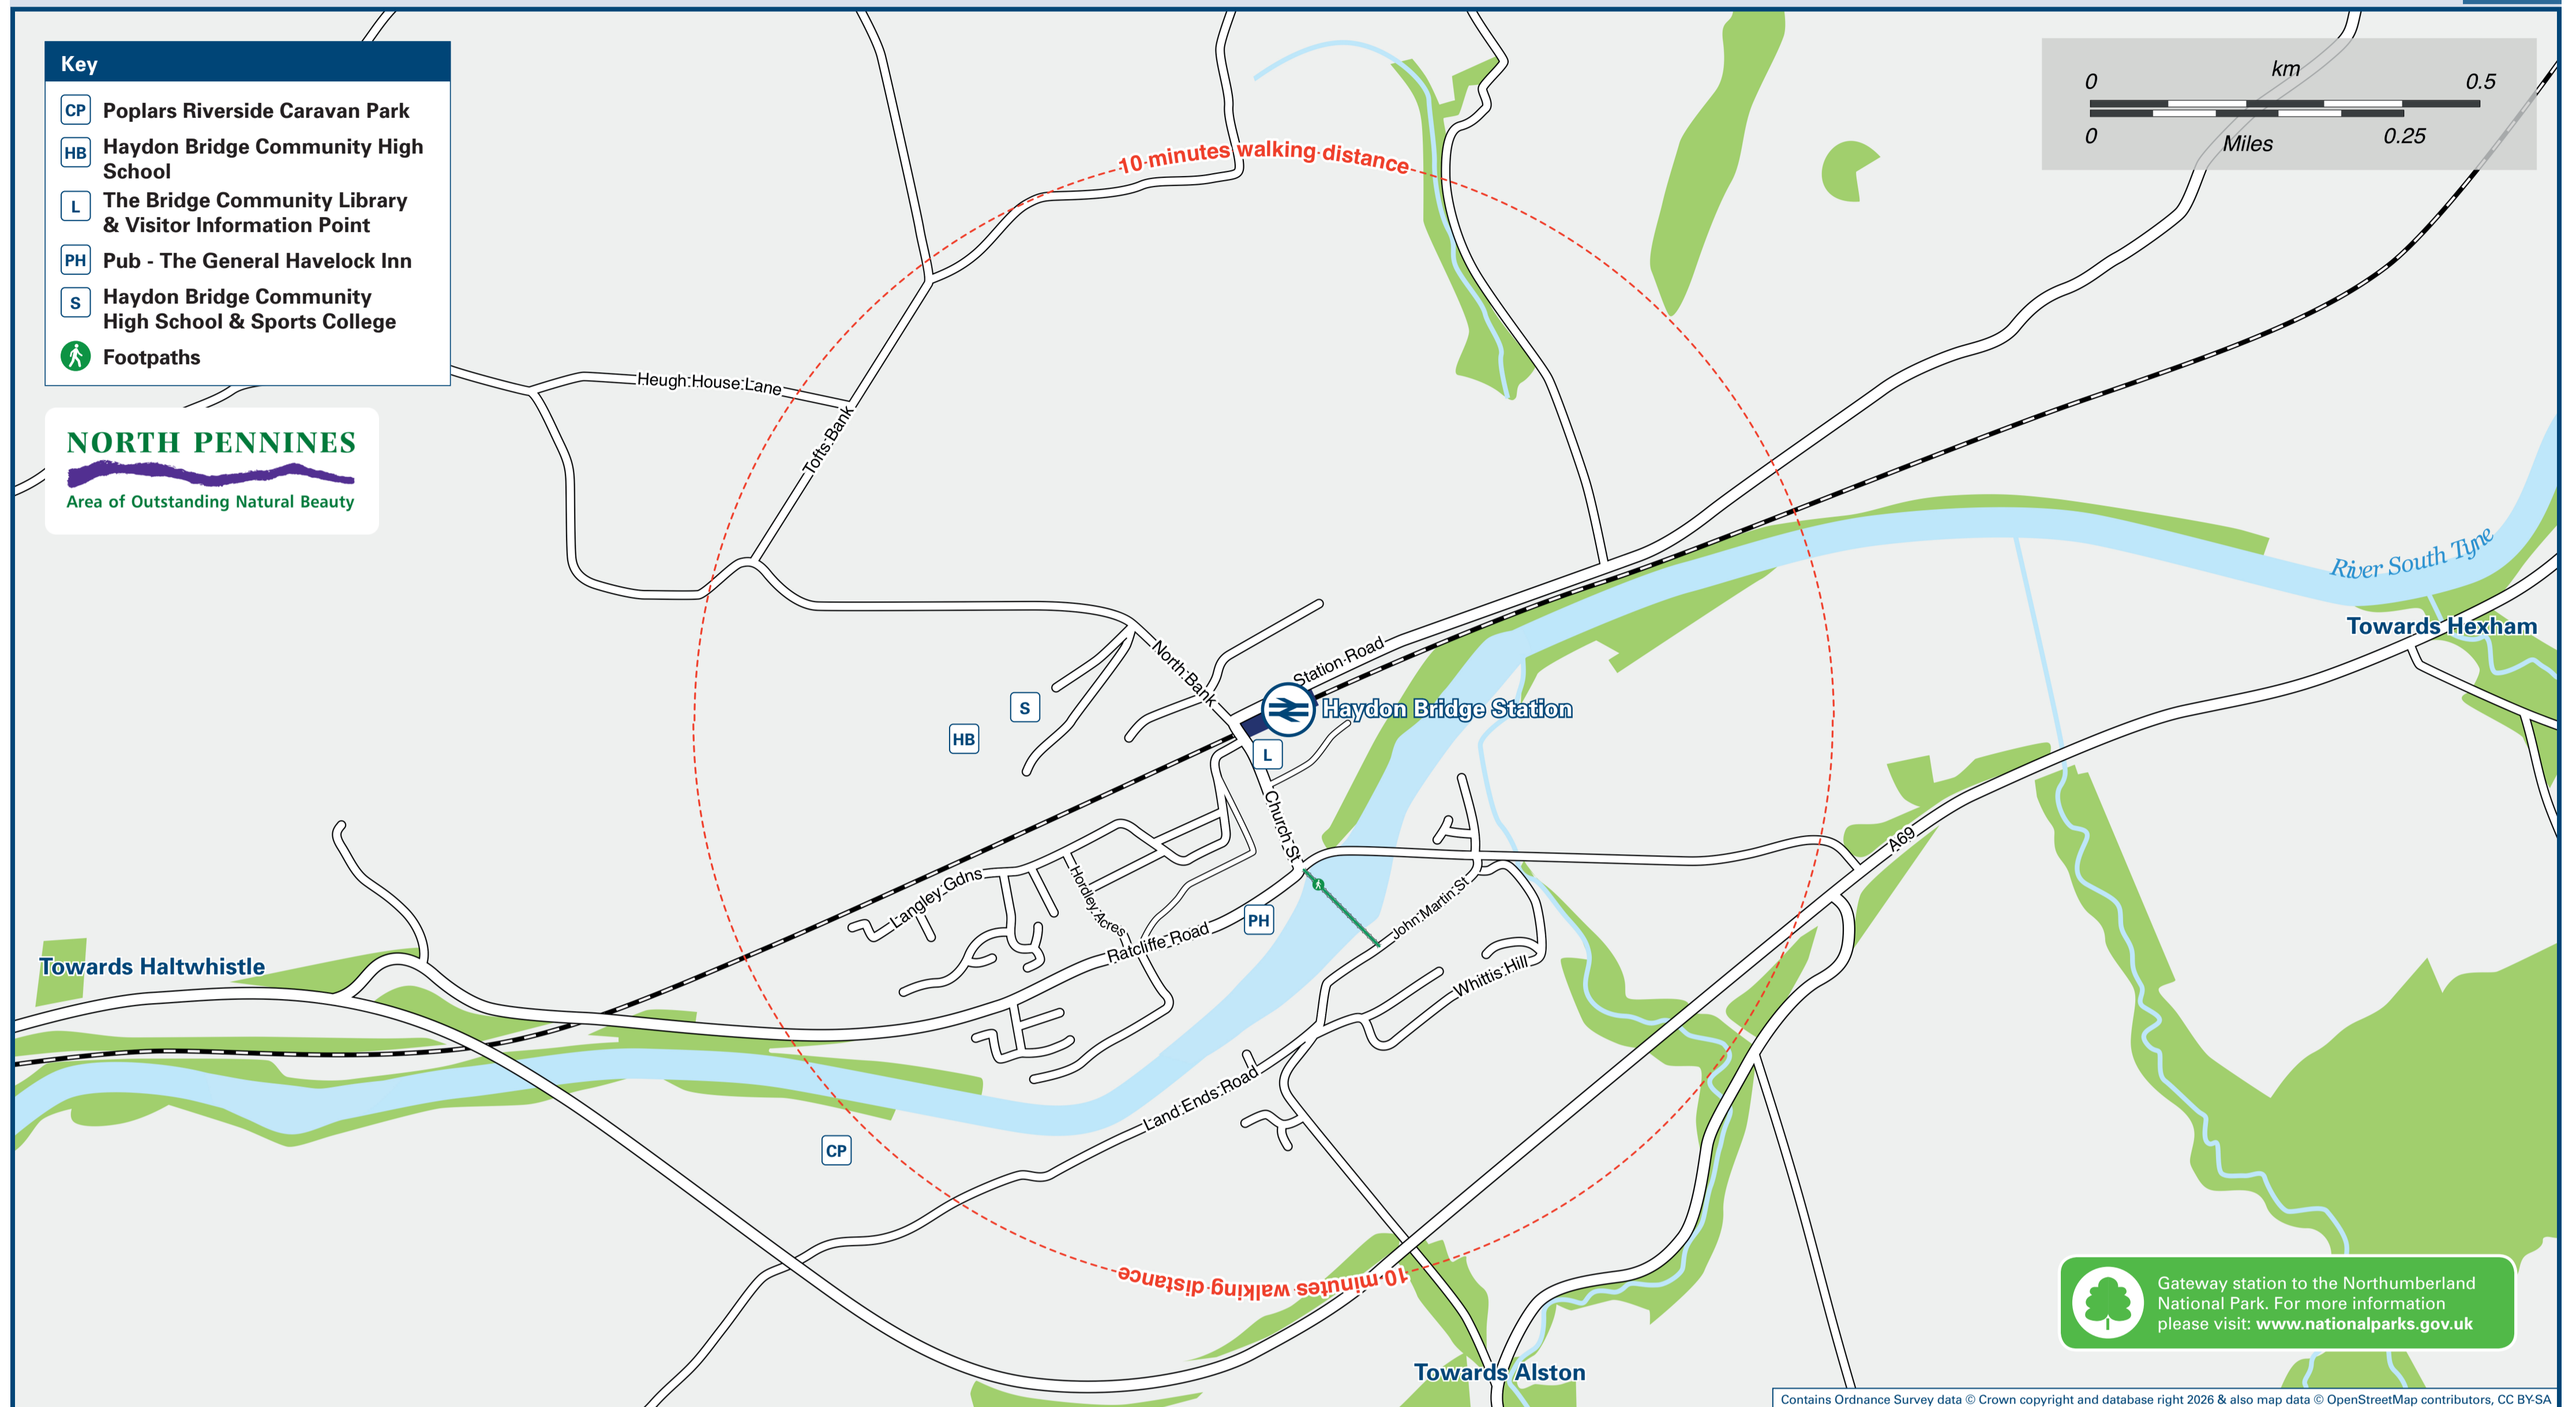 Key
CP Poplars Riverside Caravan Park
HB Haydon Bridge Community High
School
L The Bridge Community Library
& Visitor Information Point
PH Pub - The General Havelock Inn
S Haydon Bridge Community
High School & Sports College
Footpaths
NORTH PENNINES
Area of Outstanding Natural Beauty
km
0 0.5
0 0.25
Miles
10 minutes walking distance
Heugh House Lane
Tofts Bank
River South Tyne
Towards Hexham
North Bank
Station Road
Haydon Bridge Station
S
HB
L
Church St
A69
Langley Gdns
Hordley Acres
Ratcliffe Road
PH
John Martin St
Whittis Hill
Towards Haltwhistle
Land Ends Road
CP
10 minutes walking distance
Towards Alston
Gateway station to the Northumberland
National Park. For more information
please visit: www.nationalparks.gov.uk
Contains Ordnance Survey data © Crown copyright and database right 2026 & also map data © OpenStreetMap contributors, CC BY-SA